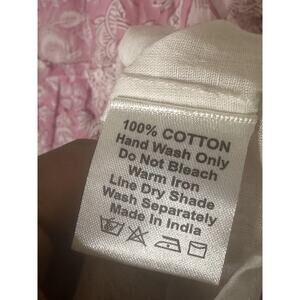 100% COTTON
Hand Wash Only
Do Not Bleach
Warm Iron
Line Dry Shade
Wash Separately
Made In India